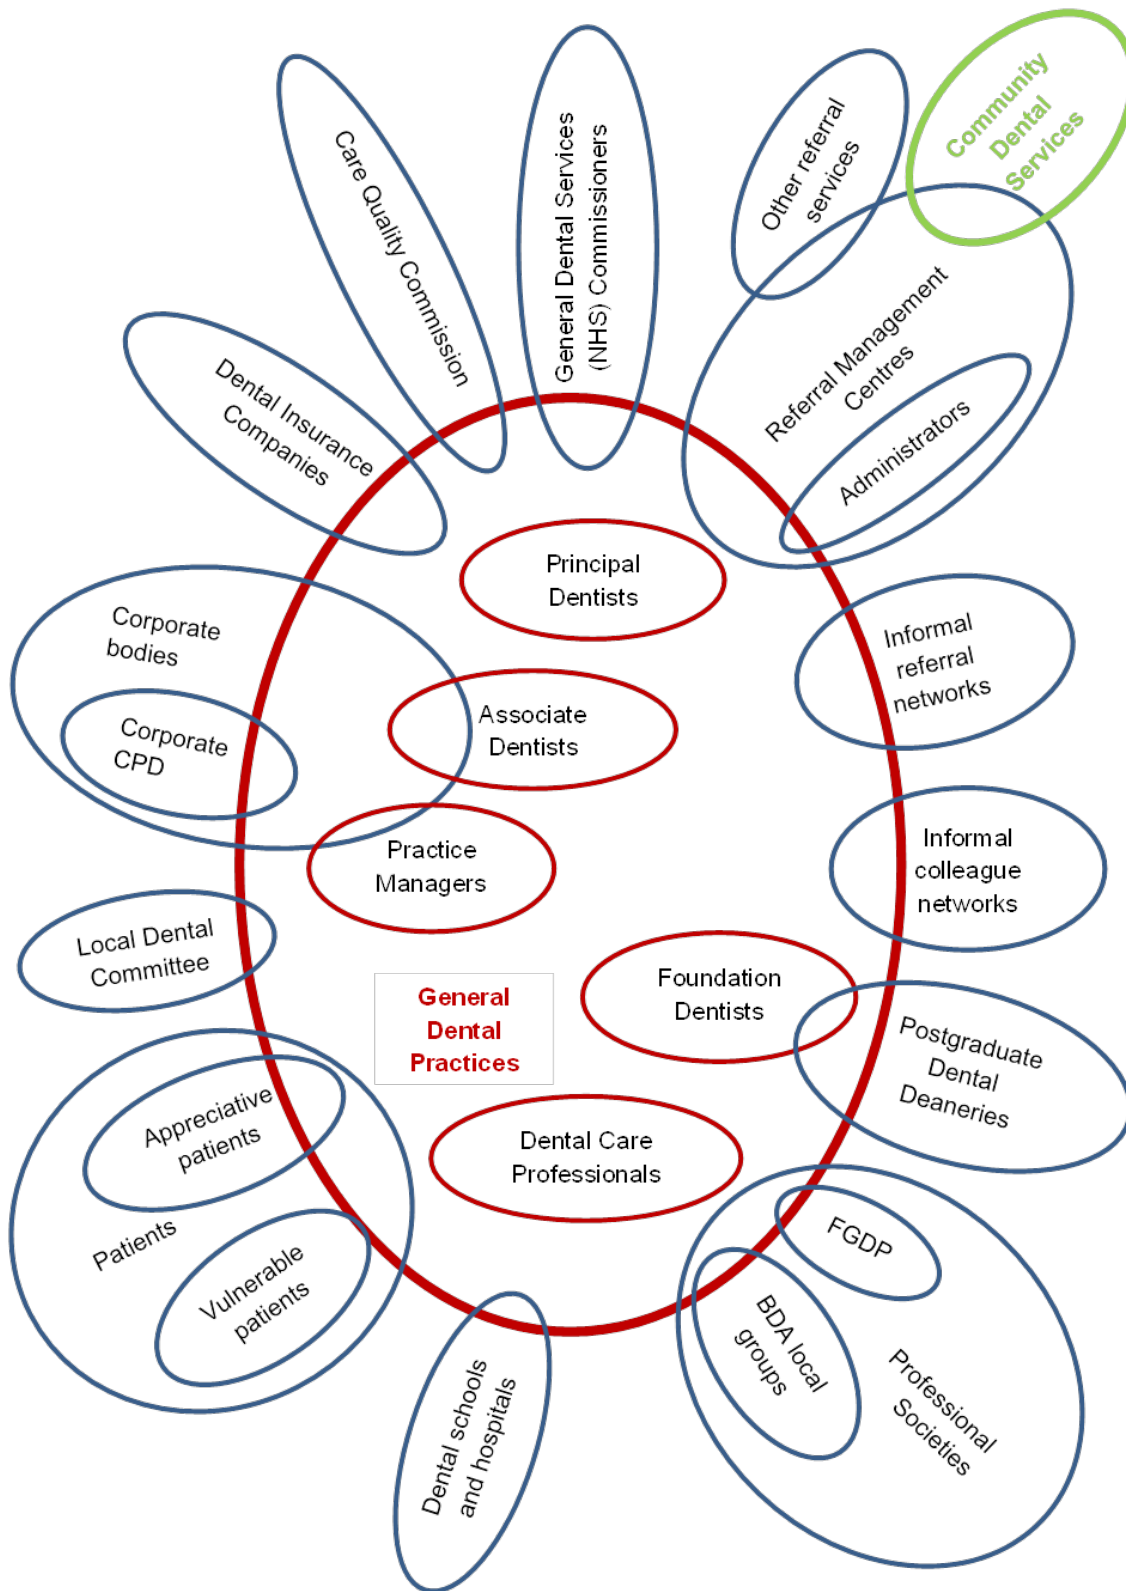 Community
Dental
Services
Other referral
services
General Dental Services
(NHS) Commissioners
Care Quality Commission
Dental Insurance
Companies
Referral Management
Centres
Administrators
Principal
Dentists
Informal
referral
networks
Corporate
bodies
Corporate
CPD
Associate
Dentists
Practice
Managers
Informal
colleague
networks
Local Dental
Committee
General
Dental
Practices
Foundation
Dentists
Postgraduate
Dental
Deaneries
Appreciative
patients
Patients
Vulnerable
patients
Dental Care
Professionals
FGDP
BDA local
groups
Professional
Societies
Dental schools
and hospitals